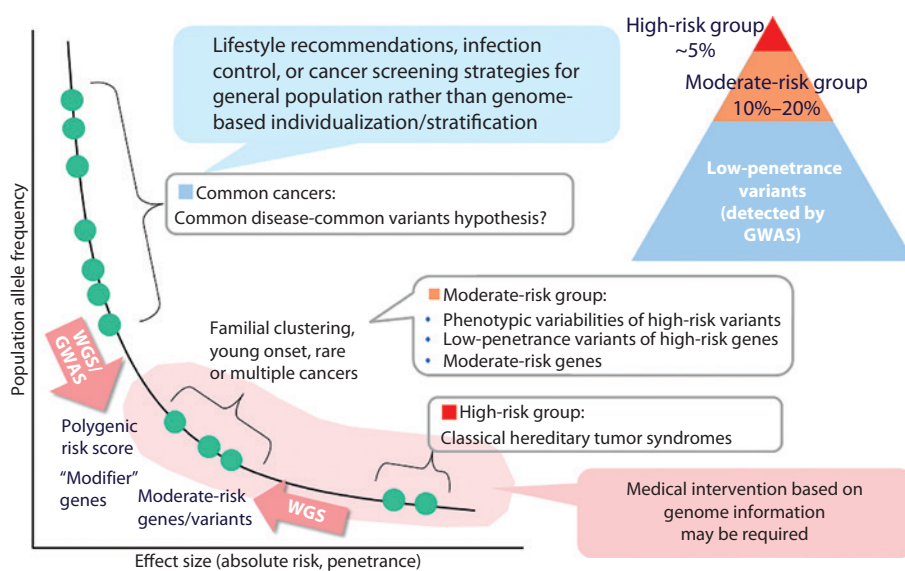 Lifestyle recommendations, infection
control, or cancer screening strategies for
general population rather than genome-
based individualization/stratification
High-risk group
~5%
Moderate-risk group
10%–20%
Low-penetrance
variants
(detected by
GWAS)
Common cancers:
Common disease-common variants hypothesis?
Population allele frequency
Moderate-risk group:
Phenotypic variabilities of high-risk variants
Low-penetrance variants of high-risk genes
Moderate-risk genes
Familial clustering,
young onset, rare
or multiple cancers
WGS/
GWAS
High-risk group:
Classical hereditary tumor syndromes
Polygenic
risk score
"Modifier"
genes
Moderate-risk
genes/variants
WGS
Medical intervention based on
genome information
may be required
Effect size (absolute risk, penetrance)